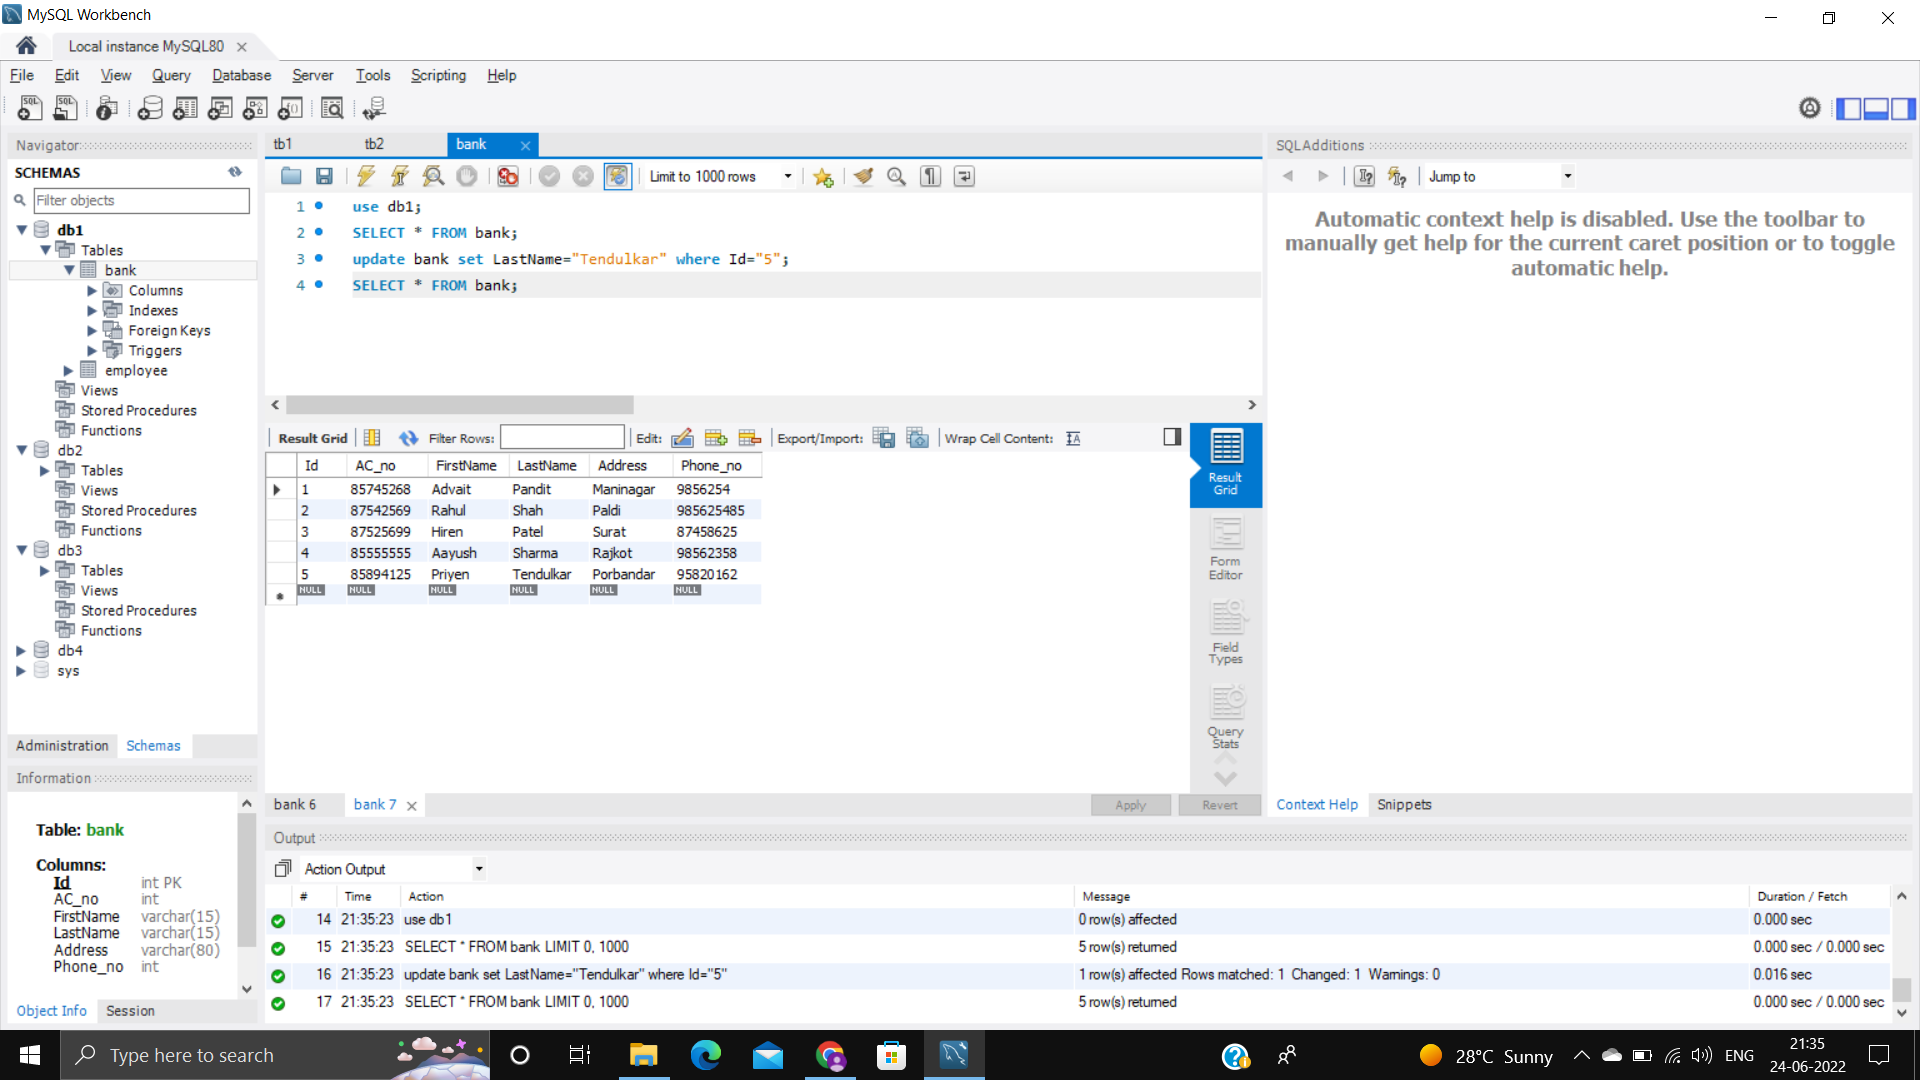 MySQL Workbench
Local instance MySQL80
File Edit View Query Database Server Tools Scripting Help
Navigator
SCHEMAS
Filter objects
db1
Tables
bank
Columns
Indexes
Foreign Keys
Triggers
employee
Views
Stored Procedures
Functions
db2
Tables
Views
Stored Procedures
Functions
db3
Tables
Views
Stored Procedures
Functions
db4
sys
Administration Schemas
Information
Table: bank
Columns:
Id int PK
AC_no int
FirstName varchar(15)
LastName varchar(15)
Address varchar(80)
Phone_no int
Object Info Session
tb1 tb2 bank
Limit to 1000 rows
1 use db1;
2 SELECT * FROM bank;
3 update bank set LastName="Tendulkar" where Id="5";
4 SELECT * FROM bank;
Result Grid Filter Rows: Edit: Export/Import: Wrap Cell Content:
Id AC_no FirstName LastName Address Phone_no
1 85745268 Advait Pandit Maninagar 9856254
2 87542569 Rahul Shah Paldi 985625485
3 87525699 Hiren Patel Surat 87458625
4 85555555 Aayush Sharma Rajkot 98562358
5 85894125 Priyen Tendulkar Porbandar 95820162
NULL NULL NULL NULL NULL NULL
Result
Grid
Form
Editor
Field
Types
Query
Stats
bank 6 bank 7 Apply Revert
SQLAdditions
Jump to
Automatic context help is disabled. Use the toolbar to
manually get help for the current caret position or to toggle
automatic help.
Context Help Snippets
Output
Action Output
# Time Action Message Duration / Fetch
14 21:35:23 use db1 0 row(s) affected 0.000 sec
15 21:35:23 SELECT * FROM bank LIMIT 0, 1000 5 row(s) returned 0.000 sec / 0.000 sec
16 21:35:23 update bank set LastName="Tendulkar" where Id="5" 1 row(s) affected Rows matched: 1 Changed: 1 Warnings: 0 0.016 sec
17 21:35:23 SELECT * FROM bank LIMIT 0, 1000 5 row(s) returned 0.000 sec / 0.000 sec
Type here to search
28°C Sunny ENG
21:35
24-06-2022